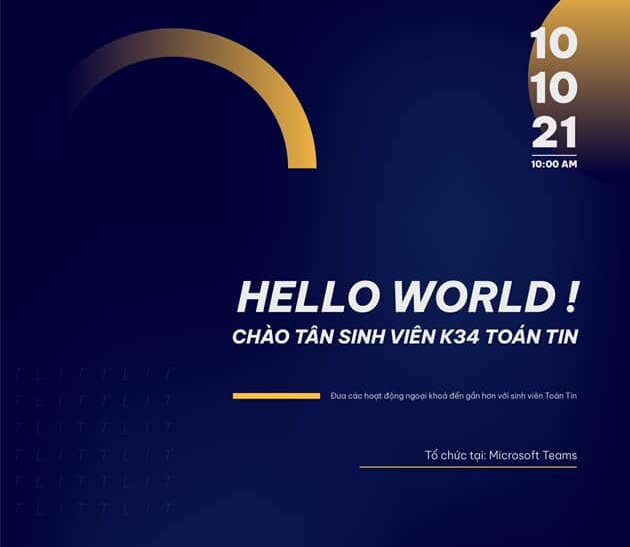 10
10
21
10:00 AM
HELLO WORLD !
CHÀO TÂN SINH VIÊN K34 TOÁN TIN
Đưa các hoạt động ngoại khoá đến gần hơn với sinh viên Toán Tin
Tổ chức tại: Microsoft Teams
T L I T T L I T
T L I T T L I T
T L I T T L I T
T L I T T L I T
T L I T T L I T
T L I T T L I T